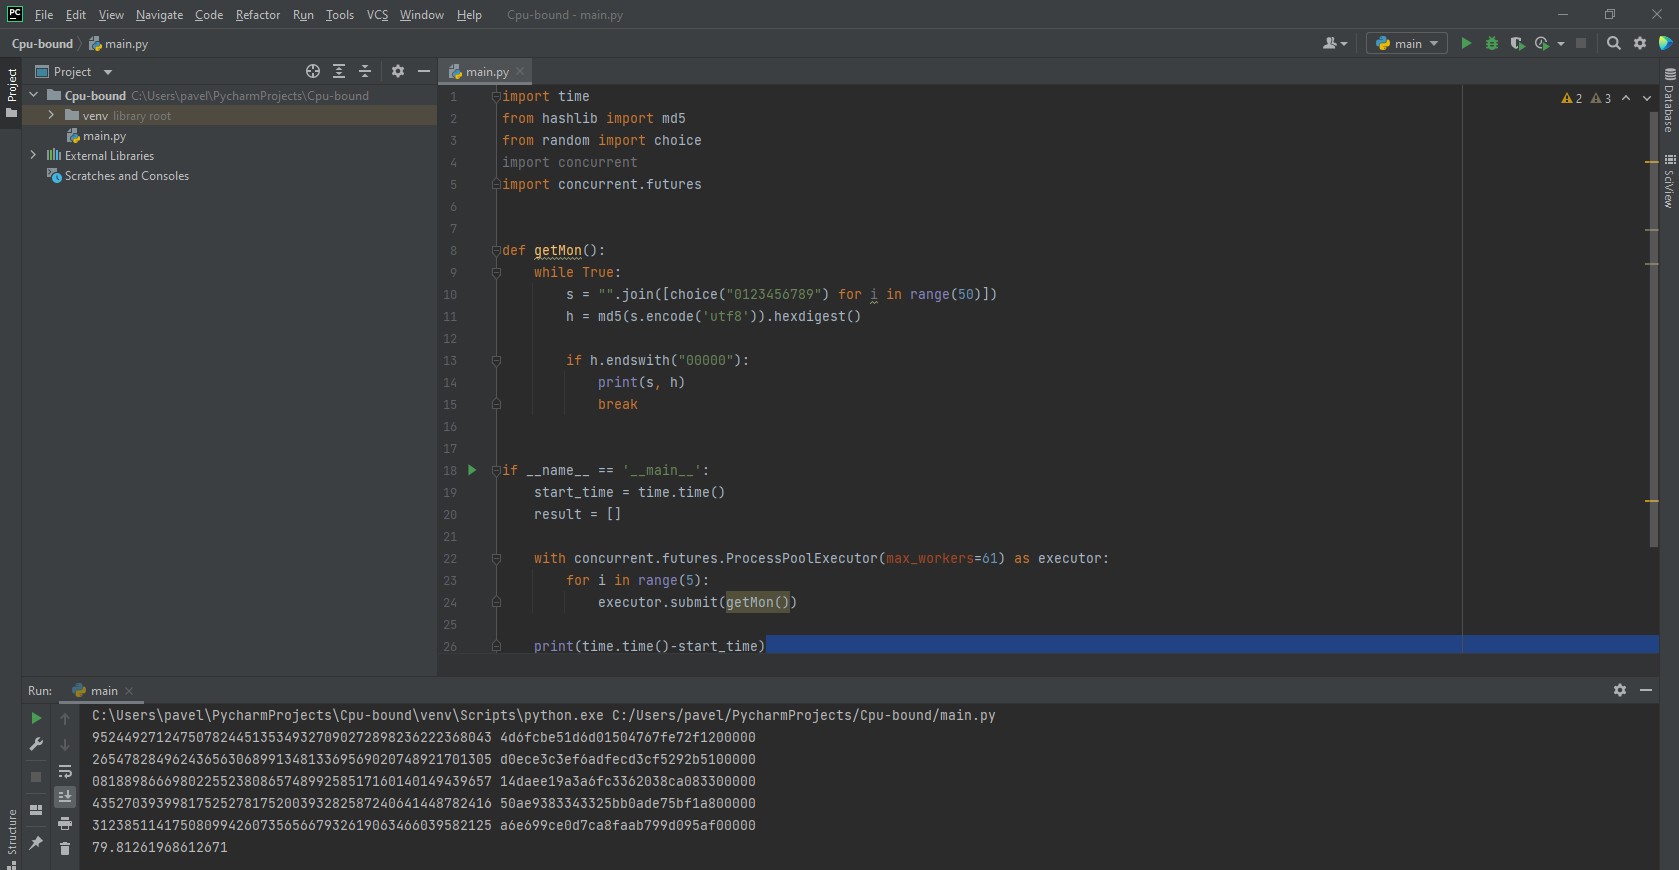 PC File Edit View Navigate Code Refactor Run Tools VCS Window Help Cpu-bound - main.py
Cpu-bound main.py main
Project main.py
Project
Cpu-bound C:\Users\pavel\PycharmProjects\Cpu-bound
venv library root
main.py
External Libraries
Scratches and Consoles
2 3
1 import time
2 from hashlib import md5
3 from random import choice
4 import concurrent
5 import concurrent.futures
6
7
8 def getMon():
9 while True:
10 s = "".join([choice("0123456789") for i in range(50)])
11 h = md5(s.encode('utf8')).hexdigest()
12
13 if h.endswith("00000"):
14 print(s, h)
15 break
16
17
18 if __name__ == '__main__':
19 start_time = time.time()
20 result = []
21
22 with concurrent.futures.ProcessPoolExecutor(max_workers=61) as executor:
23 for i in range(5):
24 executor.submit(getMon())
25
26 print(time.time()-start_time)
Database
SciView
Run: main
C:\Users\pavel\PycharmProjects\Cpu-bound\venv\Scripts\python.exe C:/Users/pavel/PycharmProjects/Cpu-bound/main.py
95244927124750782445135349327090272898236222368043 4d6fcbe51d6d01504767fe72f1200000
26547828496243656306899134813369569020748921701305 d0ece3c3ef6adfecd3cf5292b5100000
08188986669802255238086574899258517160140149439657 14daee19a3a6fc3362038ca083300000
43527039399817525278175200393282587240641448782416 50ae9383343325bb0ade75bf1a800000
31238511417508099426073565667932619063466039582125 a6e699ce0d7ca8faab799d095af00000
79.81261968612671
Structure